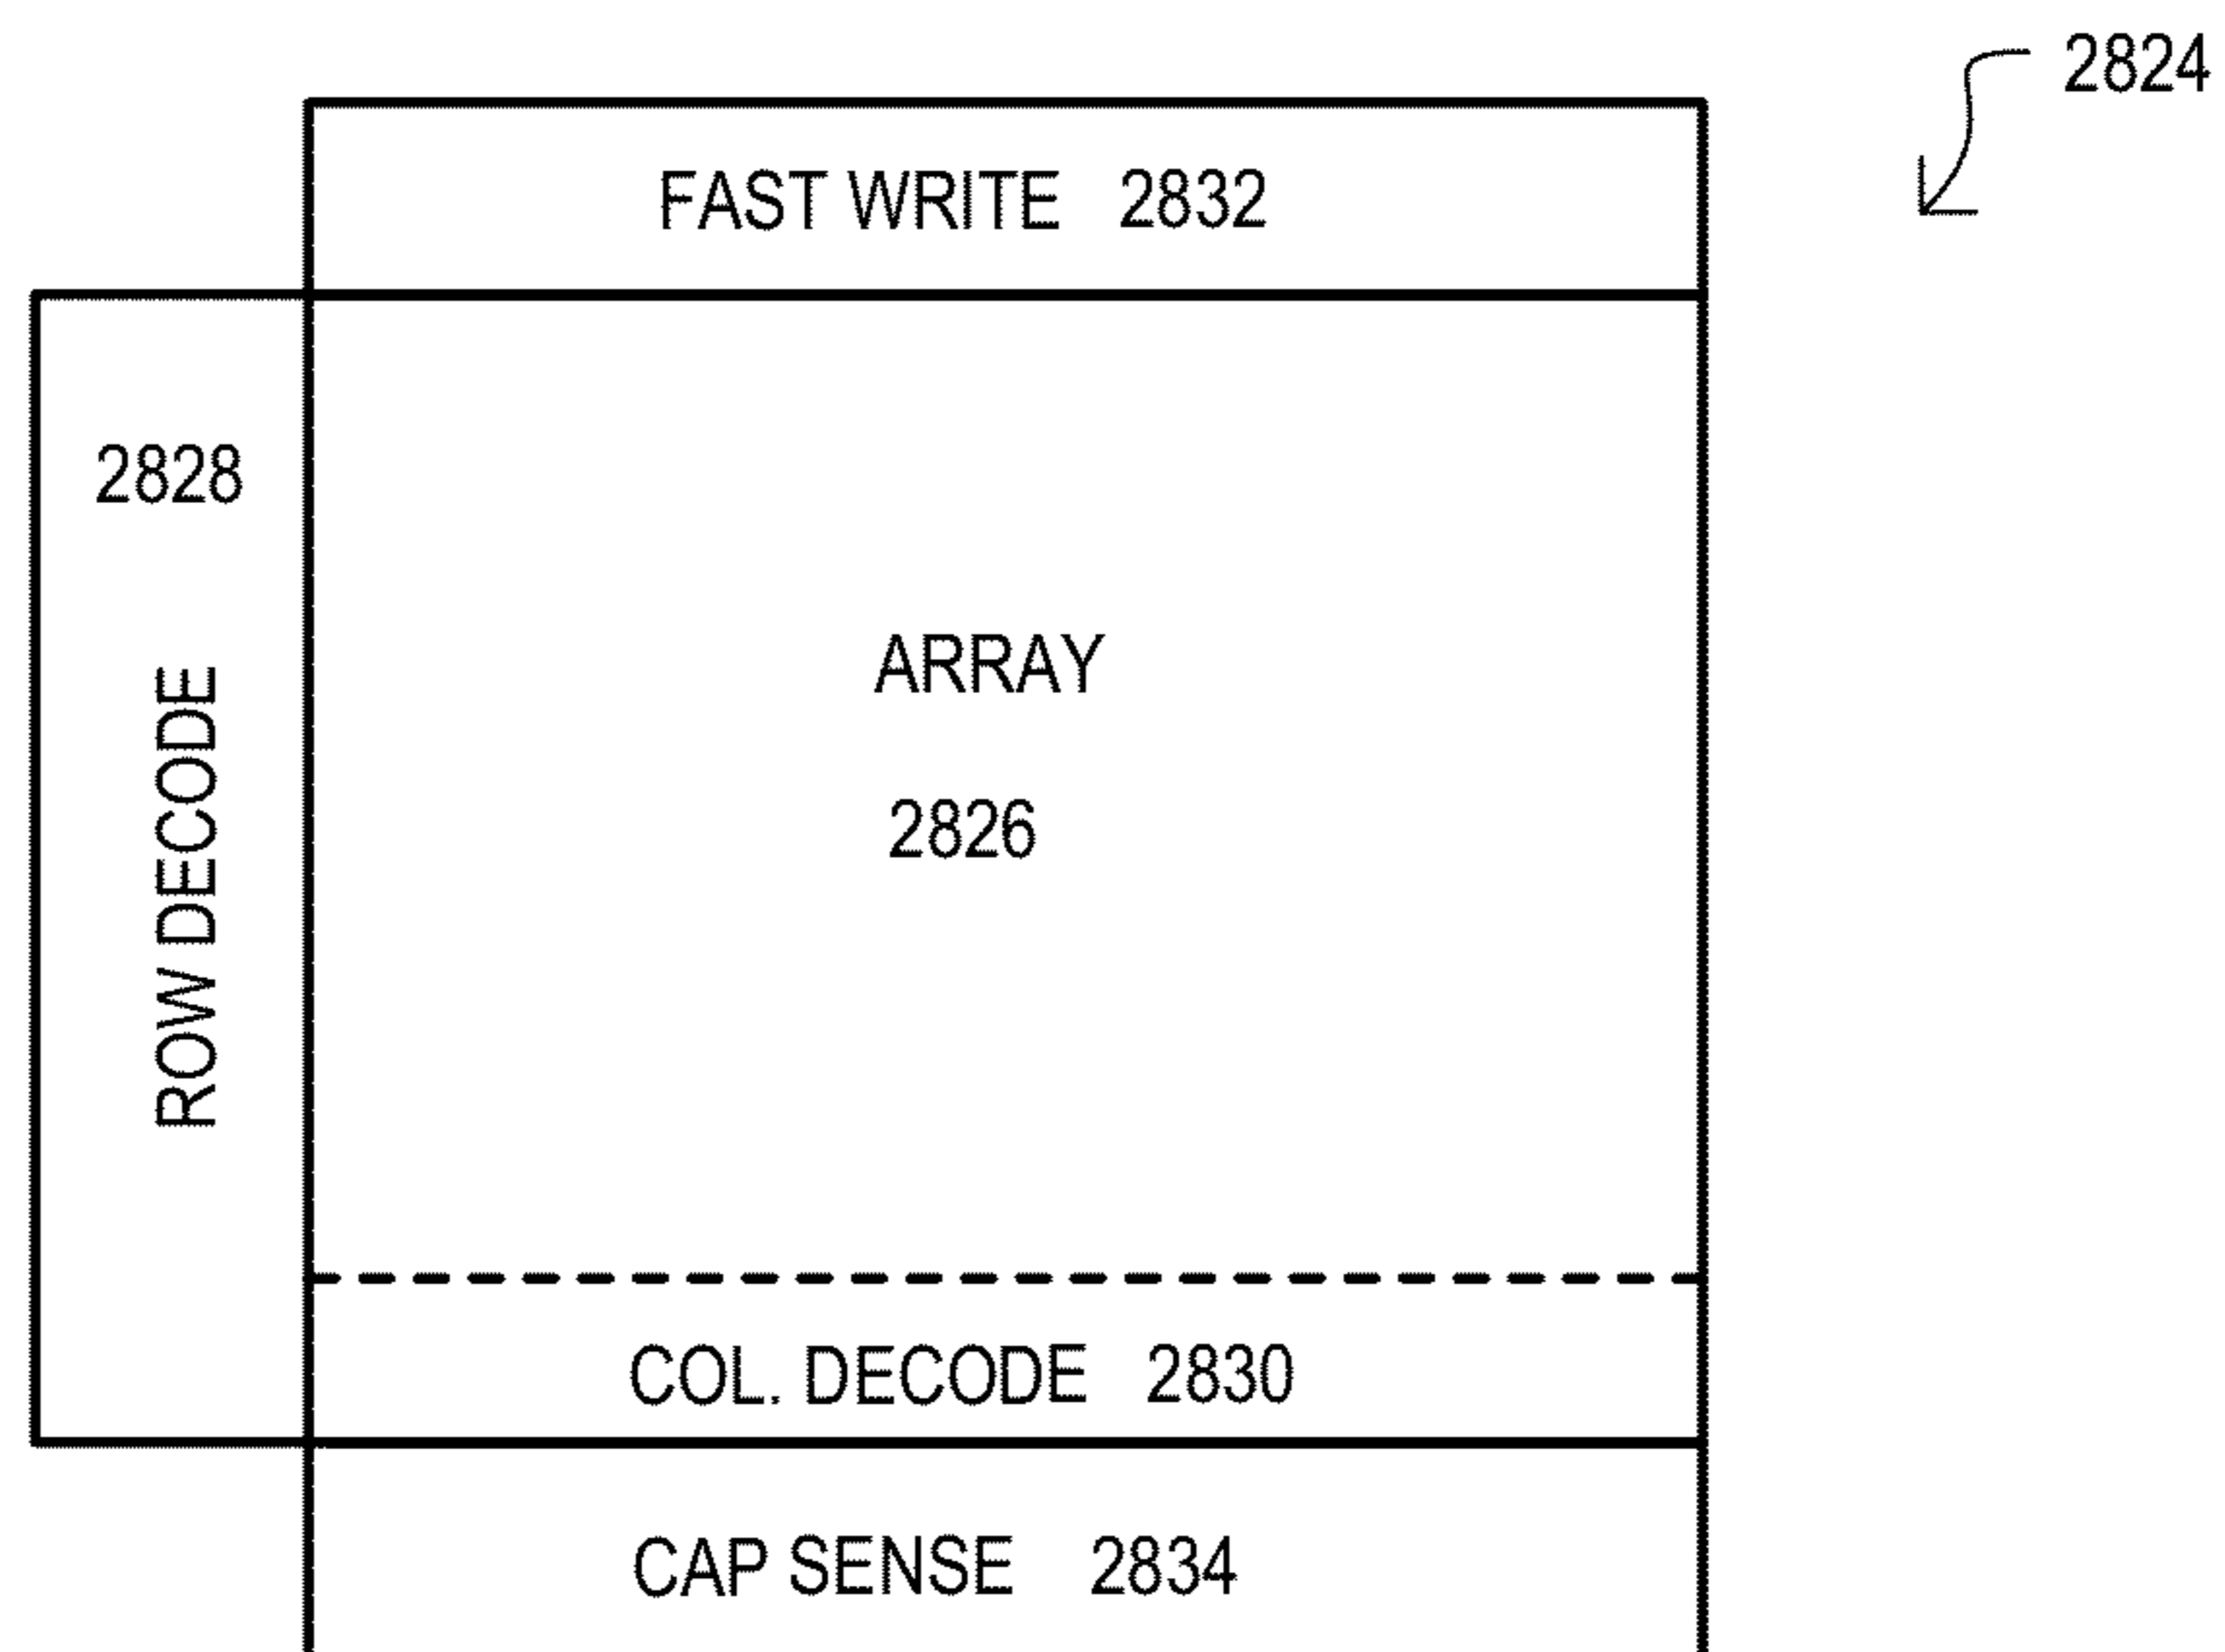 2824
FAST WRITE 2832
2828
ROW DECODE
ARRAY
2826
COL. DECODE 2830
CAP SENSE 2834